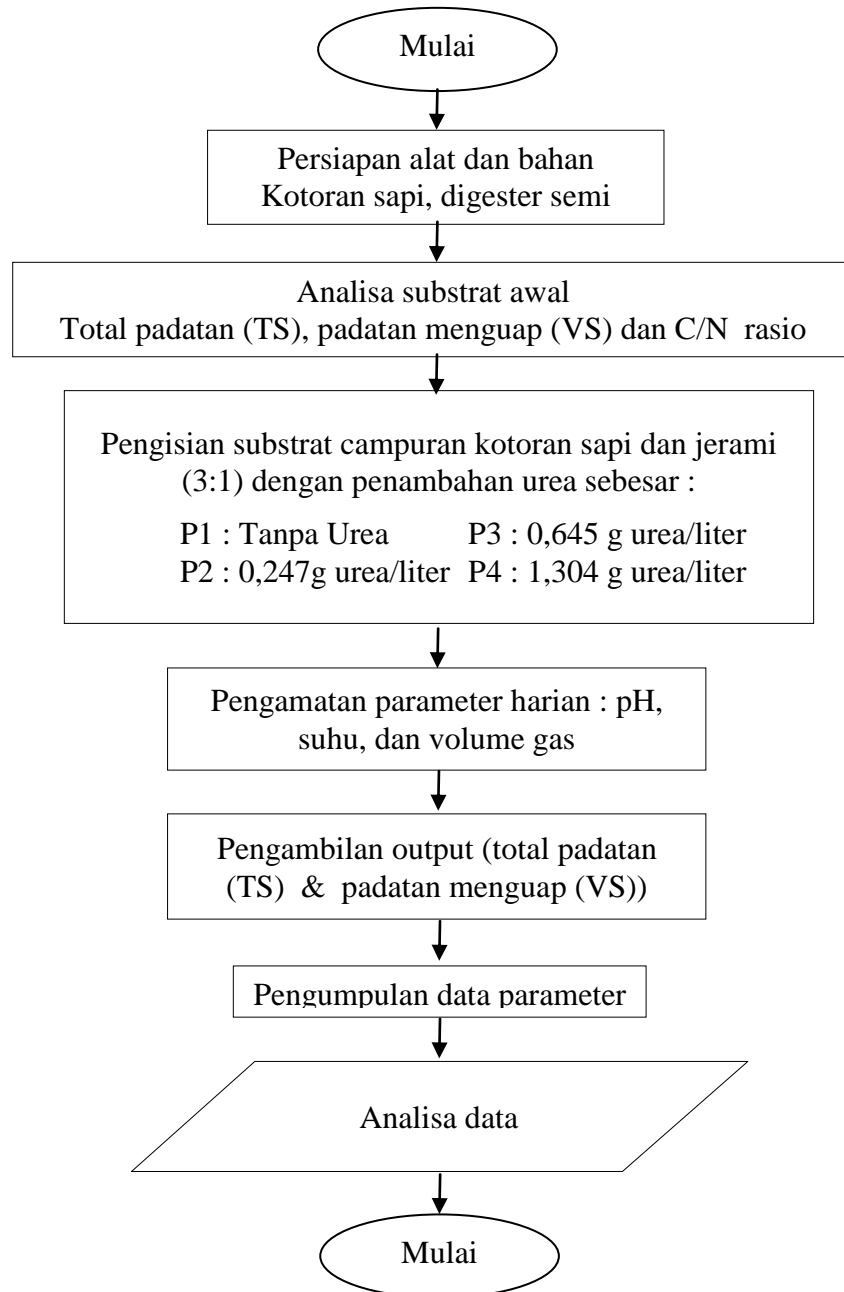 Mulai
Persiapan alat dan bahan
Kotoran sapi, digester semi
Analisa substrat awal
Total padatan (TS), padatan menguap (VS) dan C/N rasio
Pengisian substrat campuran kotoran sapi dan jerami
(3:1) dengan penambahan urea sebesar :
P1 : Tanpa Urea P3 : 0,645 g urea/liter
P2 : 0,247g urea/liter P4 : 1,304 g urea/liter
Pengamatan parameter harian : pH,
suhu, dan volume gas
Pengambilan output (total padatan
(TS) & padatan menguap (VS))
Pengumpulan data parameter
Analisa data
Mulai